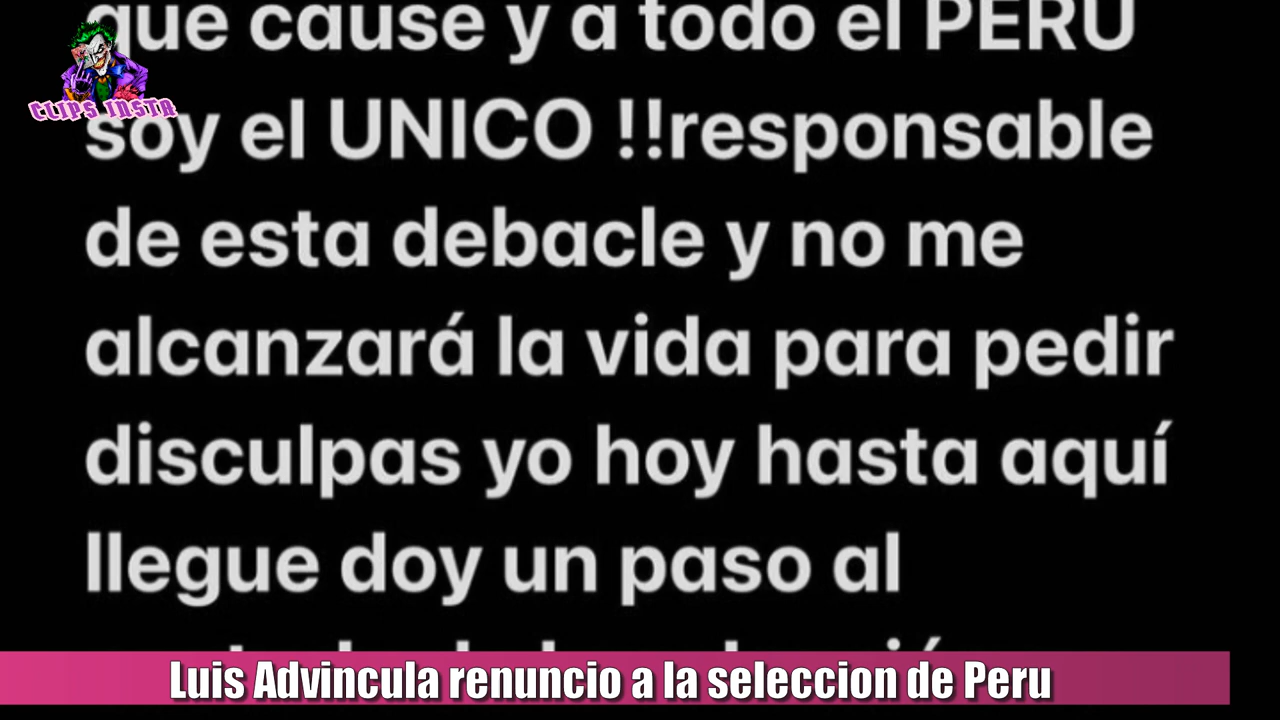 que cause y a todo el PERU
CLIPS INSTA
soy el UNICO !!responsable
de esta debacle y no me
alcanzará la vida para pedir
disculpas yo hoy hasta aquí
llegue doy un paso al
Luis Advincula renuncio a la seleccion de Peru